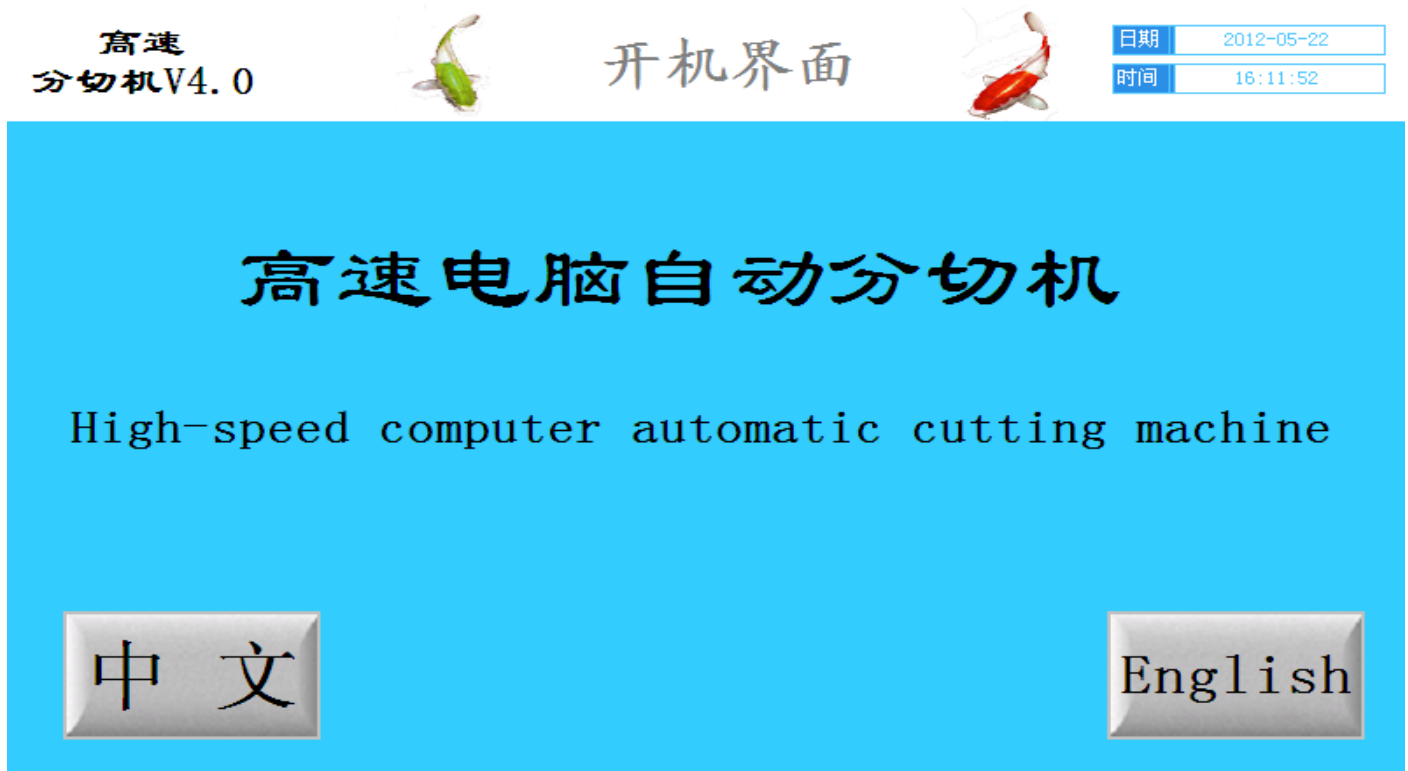 高速
分切机V4.0
开机界面
日期 2012-05-22
时间 16:11:52
高速电脑自动分切机
High-speed computer automatic cutting machine
中 文
English